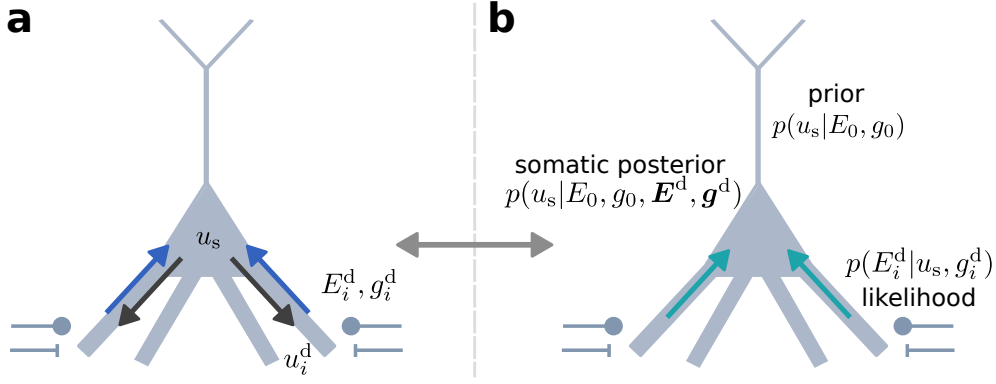 a
u_s
E_i^d, g_i^d
u_i^d
b
prior
p(u_s|E_0, g_0)
somatic posterior
p(u_s|E_0, g_0, E^d, g^d)
p(E_i^d|u_s, g_i^d)
likelihood